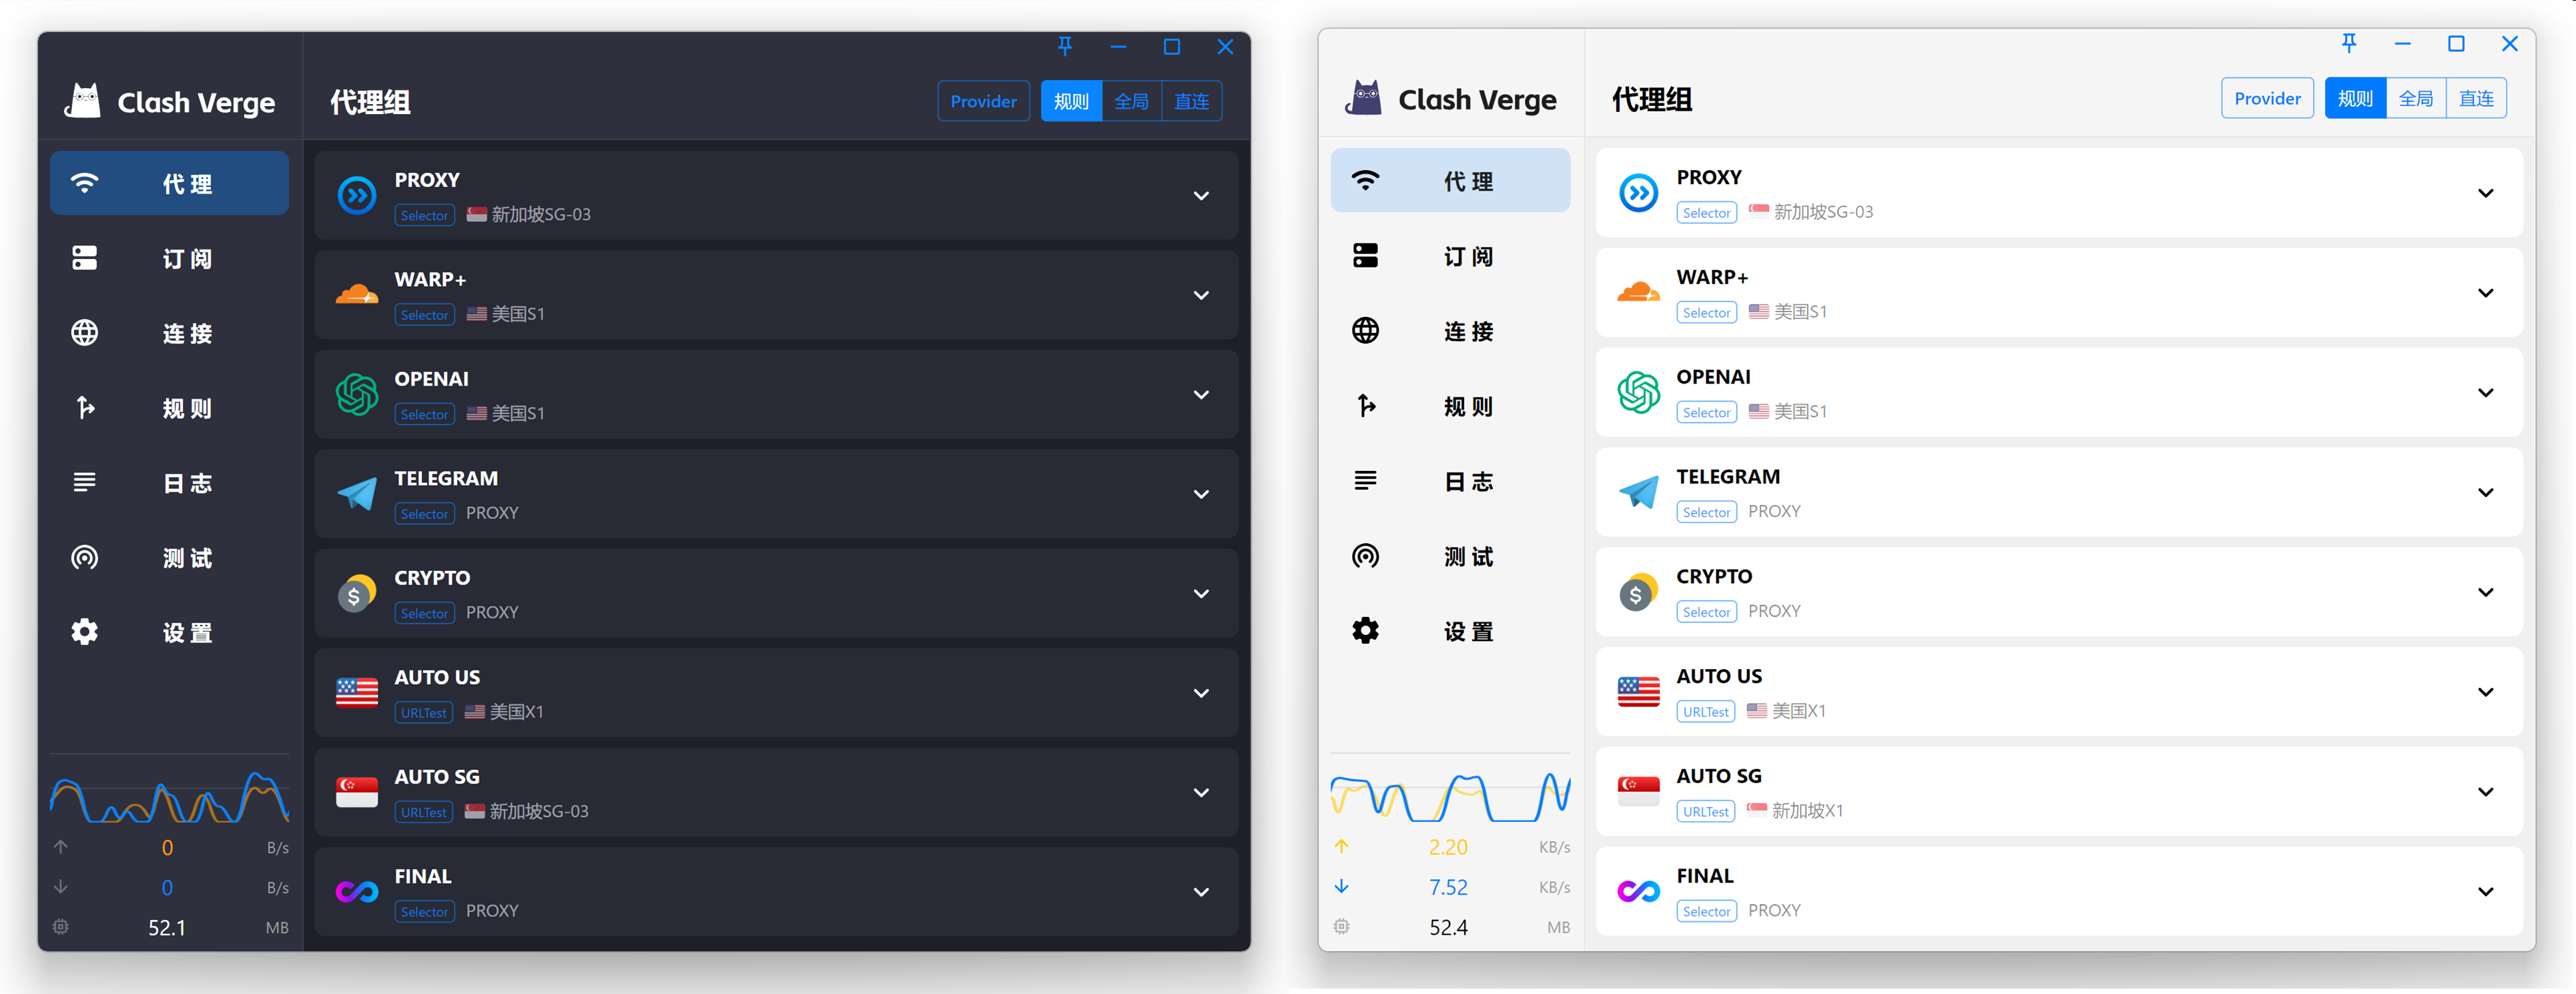 Clash Verge
代理
订阅
连接
规则
日志
测试
设置
0 B/s
0 B/s
52.1 MB
代理组
Provider 规则 全局 直连
PROXY
Selector 新加坡SG-03
WARP+
Selector 美国S1
OPENAI
Selector 美国S1
TELEGRAM
Selector PROXY
CRYPTO
Selector PROXY
AUTO US
URLTest 美国X1
AUTO SG
URLTest 新加坡SG-03
FINAL
Selector PROXY
Clash Verge
代理
订阅
连接
规则
日志
测试
设置
2.20 KB/s
7.52 KB/s
52.4 MB
代理组
Provider 规则 全局 直连
PROXY
Selector 新加坡SG-03
WARP+
Selector 美国S1
OPENAI
Selector 美国S1
TELEGRAM
Selector PROXY
CRYPTO
Selector PROXY
AUTO US
URLTest 美国X1
AUTO SG
URLTest 新加坡X1
FINAL
Selector PROXY